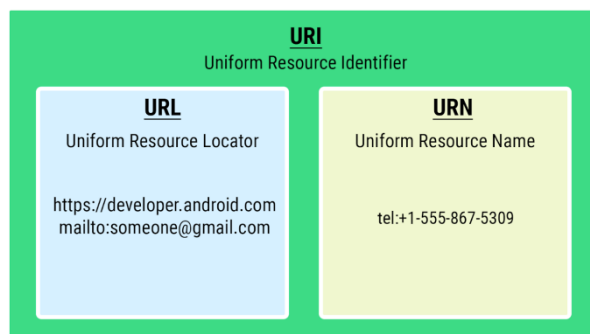 URI
Uniform Resource Identifier
URL
Uniform Resource Locator
https://developer.android.com
mailto:someone@gmail.com
URN
Uniform Resource Name
tel:+1-555-867-5309